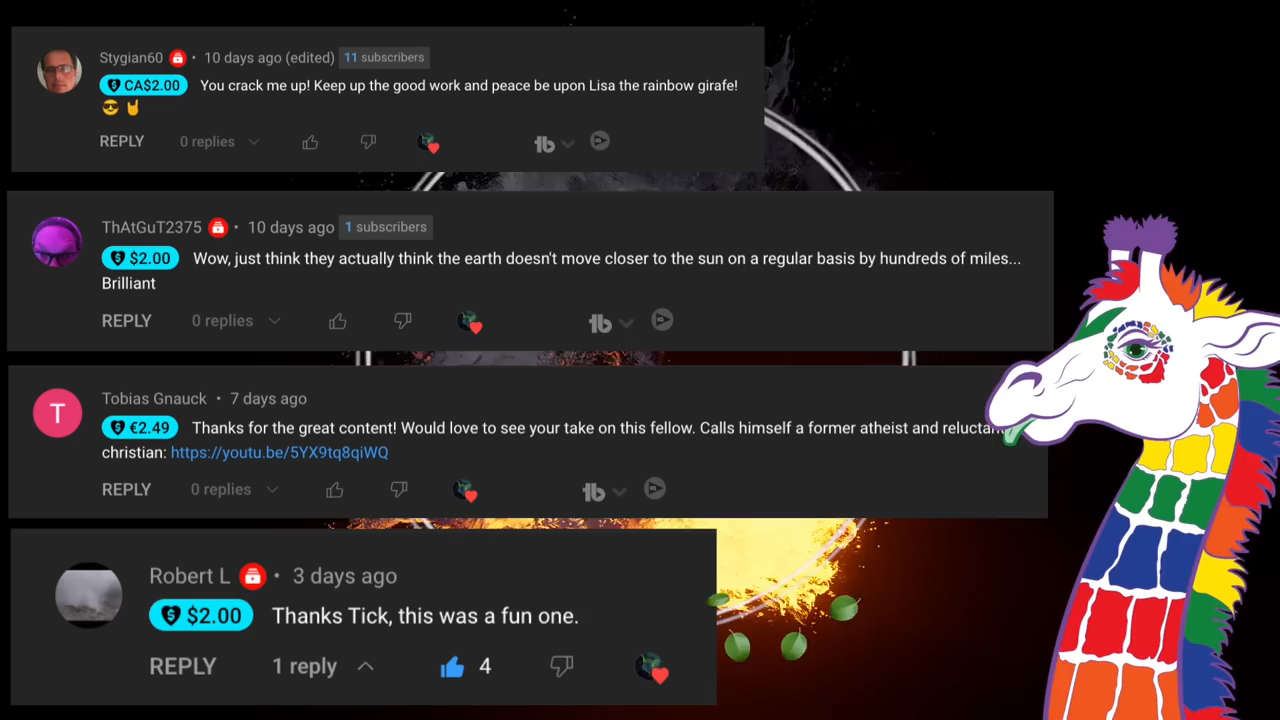 Stygian60 • 10 days ago (edited) 11 subscribers
CA$2.00 You crack me up! Keep up the good work and peace be upon Lisa the rainbow girafe!
😎 🤘
REPLY 0 replies
ThAtGuT2375 • 10 days ago 1 subscribers
$2.00 Wow, just think they actually think the earth doesn't move closer to the sun on a regular basis by hundreds of miles...
Brilliant
REPLY 0 replies
Tobias Gnauck • 7 days ago
€2.49 Thanks for the great content! Would love to see your take on this fellow. Calls himself a former atheist and reluctan
christian: https://youtu.be/5YX9tq8qiWQ
REPLY 0 replies
Robert L • 3 days ago
$2.00 Thanks Tick, this was a fun one.
REPLY 1 reply 4